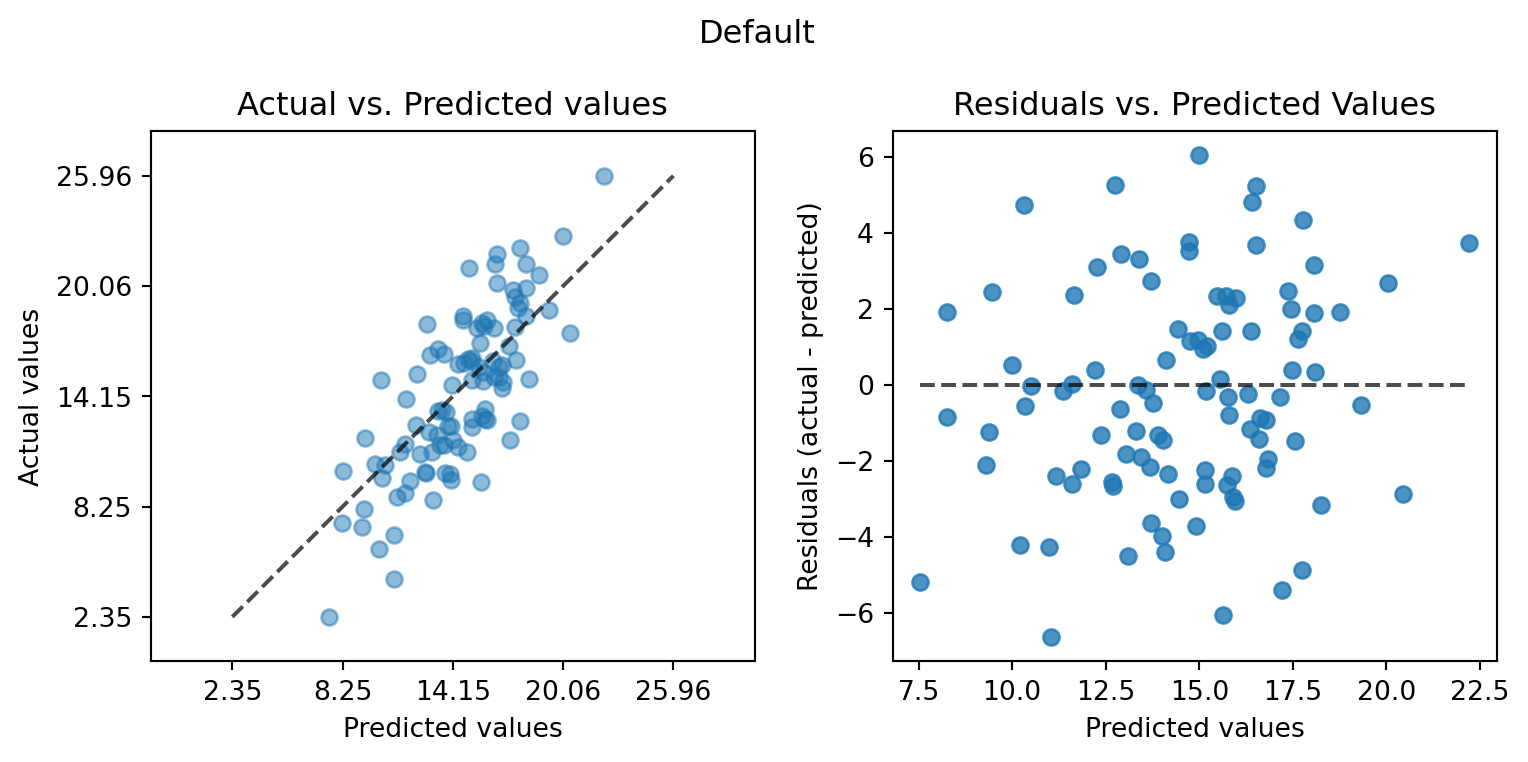 Default
Actual vs. Predicted values
Actual values
25.96
20.06
14.15
8.25
2.35
2.35 8.25 14.15 20.06 25.96
Predicted values
Residuals vs. Predicted Values
Residuals (actual - predicted)
6
4
2
0
−2
−4
−6
7.5 10.0 12.5 15.0 17.5 20.0 22.5
Predicted values